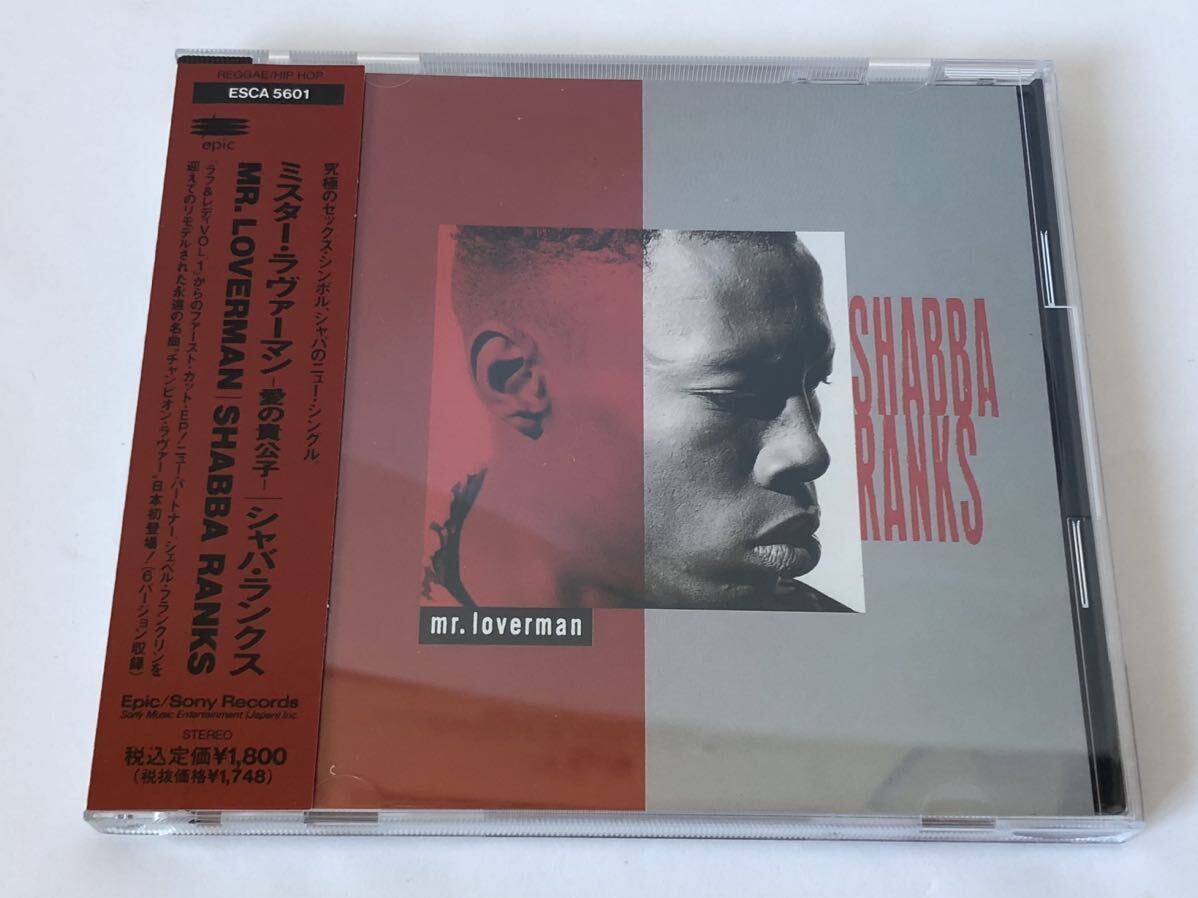 REGGAE/HIP HOP
ESCA 5601
epic
究極のセックス・シンボル、シャバのニュー・シングル。
ミスター・ラヴァーマン −愛の貴公子− | シャバ・ランクス
MR. LOVERMAN | SHABBA RANKS
「ラフ&レディVOL.1」からのファースト・カット・EP!ニュー・パートナー、シェベル・フランクリンを
迎えてのリモデルされた永遠の名曲“チャンピオン・ラヴァー”日本初登場!(6バージョン収録)
Epic/Sony Records
Sony Music Entertainment (Japan) Inc.
STEREO
税込定価¥1,800
(税抜価格¥1,748)
SHABBA
RANKS
mr. loverman